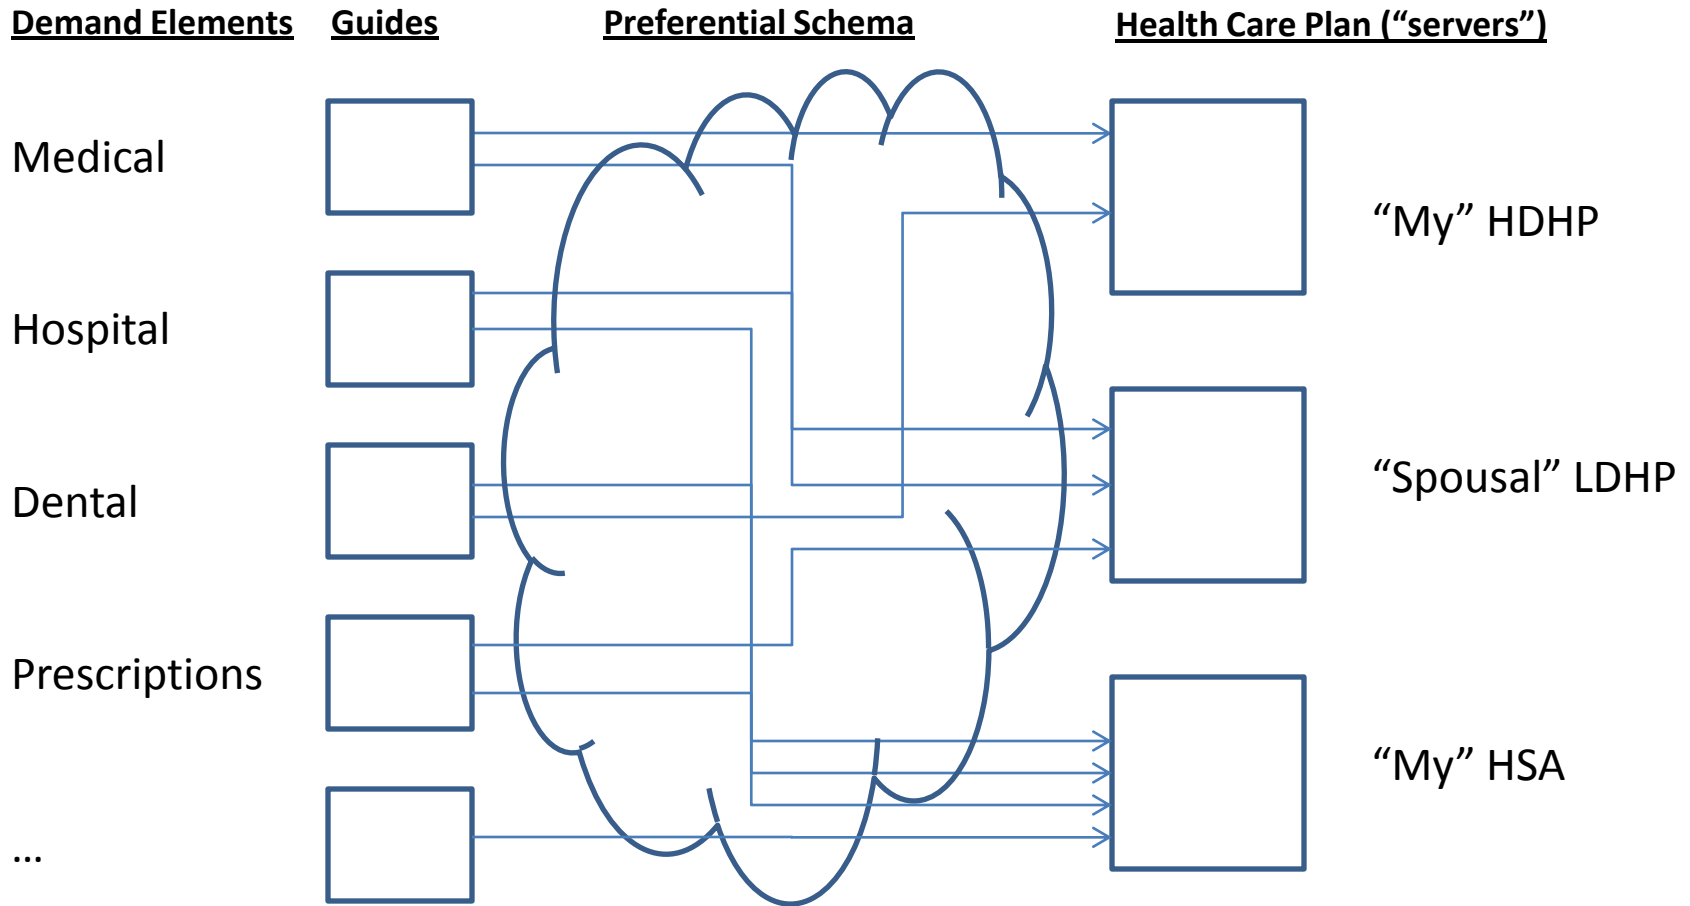 Demand Elements Guides Preferential Schema Health Care Plan (“servers”)
Medical
“My” HDHP
Hospital
“Spousal” LDHP
Dental
Prescriptions
“My” HSA
...